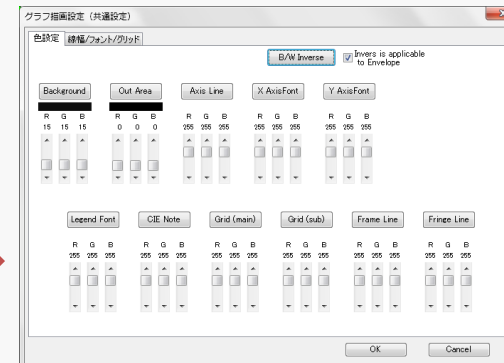 グラフ描画設定（共通設定）
色設定 線幅/フォント/グリッド
B/W Inverse Invers is applicable
to Envelope
Background Out Area Axis Line X AxisFont Y AxisFont
R G B R G B R G B R G B R G B
15 15 15 0 0 0 255 255 255 255 255 255 255 255 255
Legend Font CIE Note Grid (main) Grid (sub) Frame Line Fringe Line
R G B R G B R G B R G B R G B R G B
255 255 255 255 255 255 255 255 255 255 255 255 255 255 255 255 255 255
OK Cancel